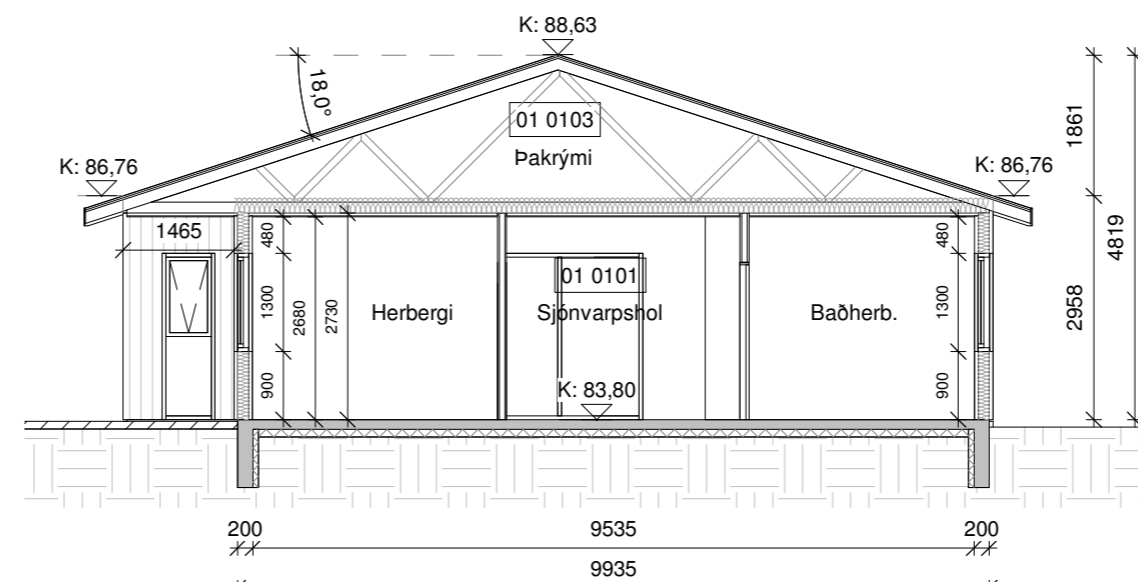 K: 88,63
18,0°
01 0103
Þakrými
K: 86,76
K: 86,76
1861
4819
2958
1465
480
1300
900
2680
2730
Herbergi
01 0101
Sjónvarpshol
Baðherb.
480
1300
900
K: 83,80
200
9535
200
9935